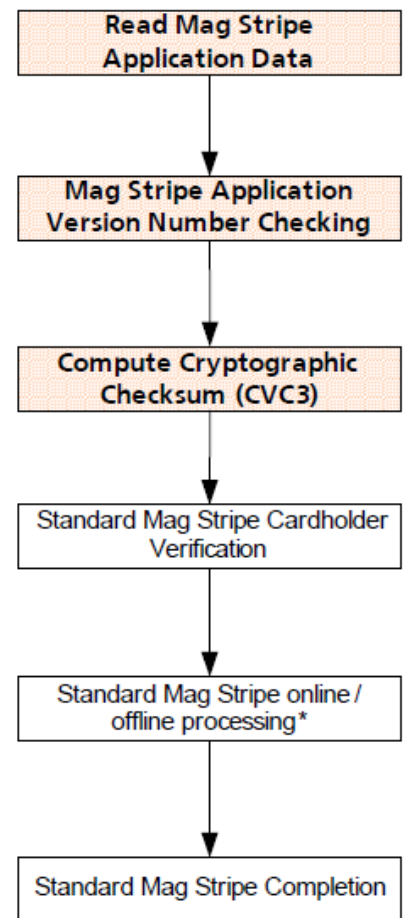 Read Mag Stripe
Application Data
Mag Stripe Application
Version Number Checking
Compute Cryptographic
Checksum (CVC3)
Standard Mag Stripe Cardholder
Verification
Standard Mag Stripe online /
offline processing*
Standard Mag Stripe Completion